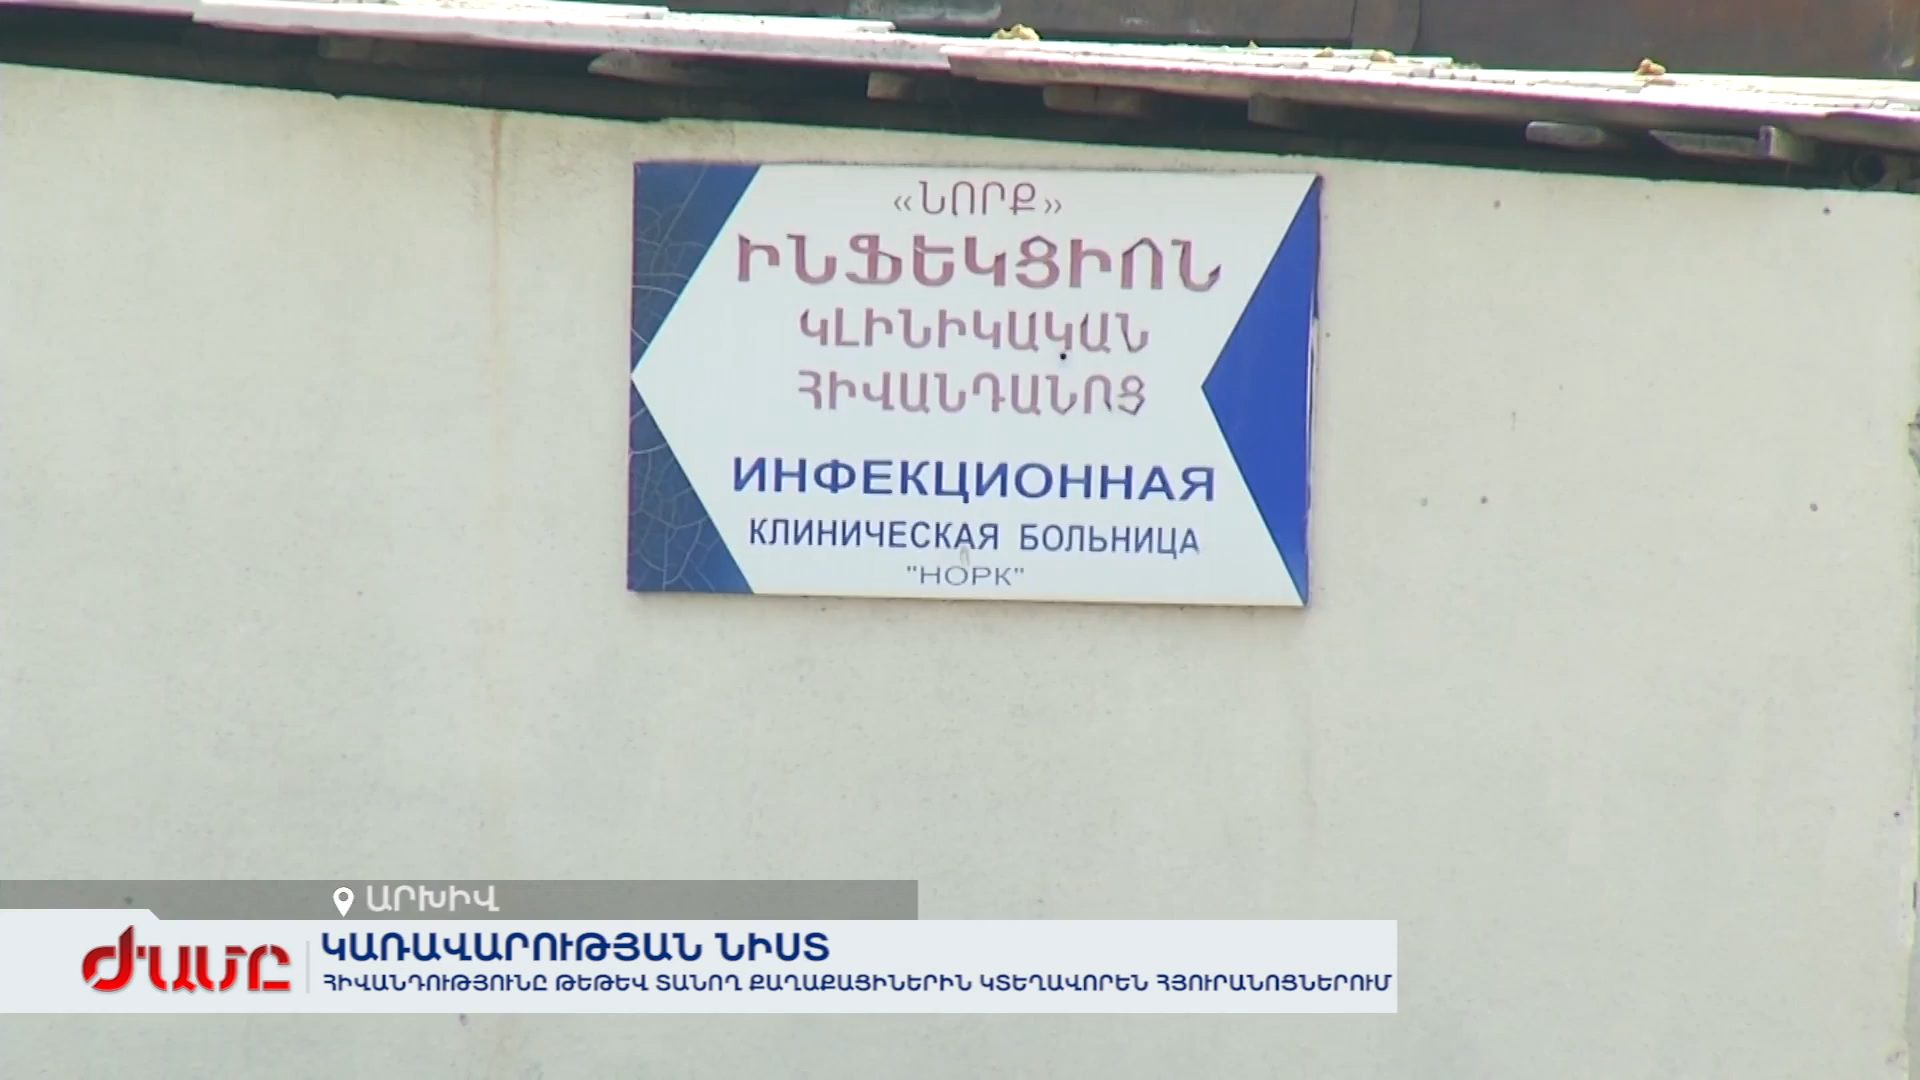 «ՆՈՐՔ»
ԻՆՖԵԿՑԻՈՆ
ԿԼԻՆԻԿԱԿԱՆ
ՀԻՎԱՆԴԱՆՈՑ
ИНФЕКЦИОННАЯ
КЛИНИЧЕСКАЯ БОЛЬНИЦА
"НОРК"
ԱՐԽԻՎ
ԺԱՄԸ
ԿԱՌԱՎԱՐՈՒԹՅԱՆ ՆԻՍՏ
ՀԻՎԱՆԴՈՒԹՅՈՒՆԸ ԹԵԹԵՎ ՏԱՆՈՂ ՔԱՂԱՔԱՑԻՆԵՐԻՆ ԿՏԵՂԱՎՈՐԵՆ ՀՅՈՒՐԱՆՈՑՆԵՐՈՒՄ